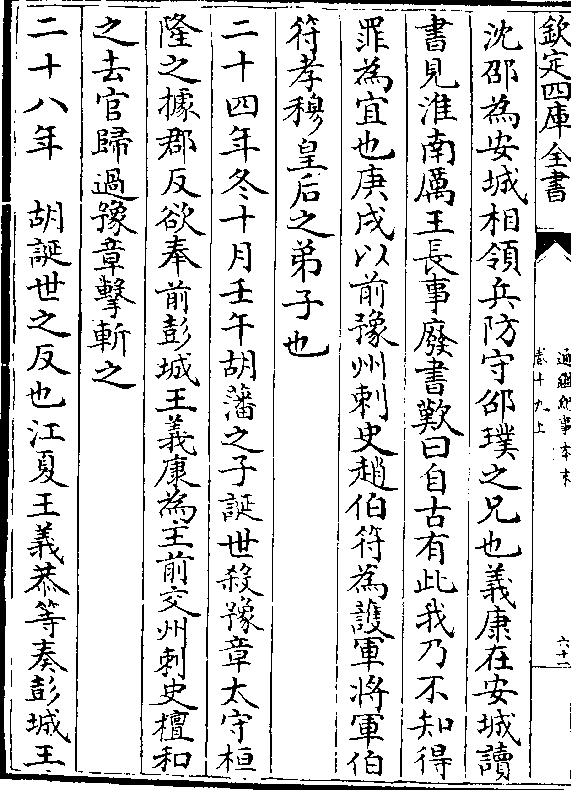 欽定四庫全書
通鑑紀事本末
卷十九上
六十二
沈邵為安城相領兵防守邵璞之兄也義康在安城讀
書見淮南厲王長事廢書歎曰自古有此我乃不知得
罪為宜也庚戌以前豫州刺史趙伯符為護軍將軍伯
符孝穆皇后之弟子也
二十四年冬十月壬午胡藩之子誕世殺豫章太守桓
隆之據郡反欲奉前彭城王義康為主前交州刺史檀和
之去官歸過豫章擊斬之
二十八年 胡誕世之反也江夏王義恭等奏彭城王